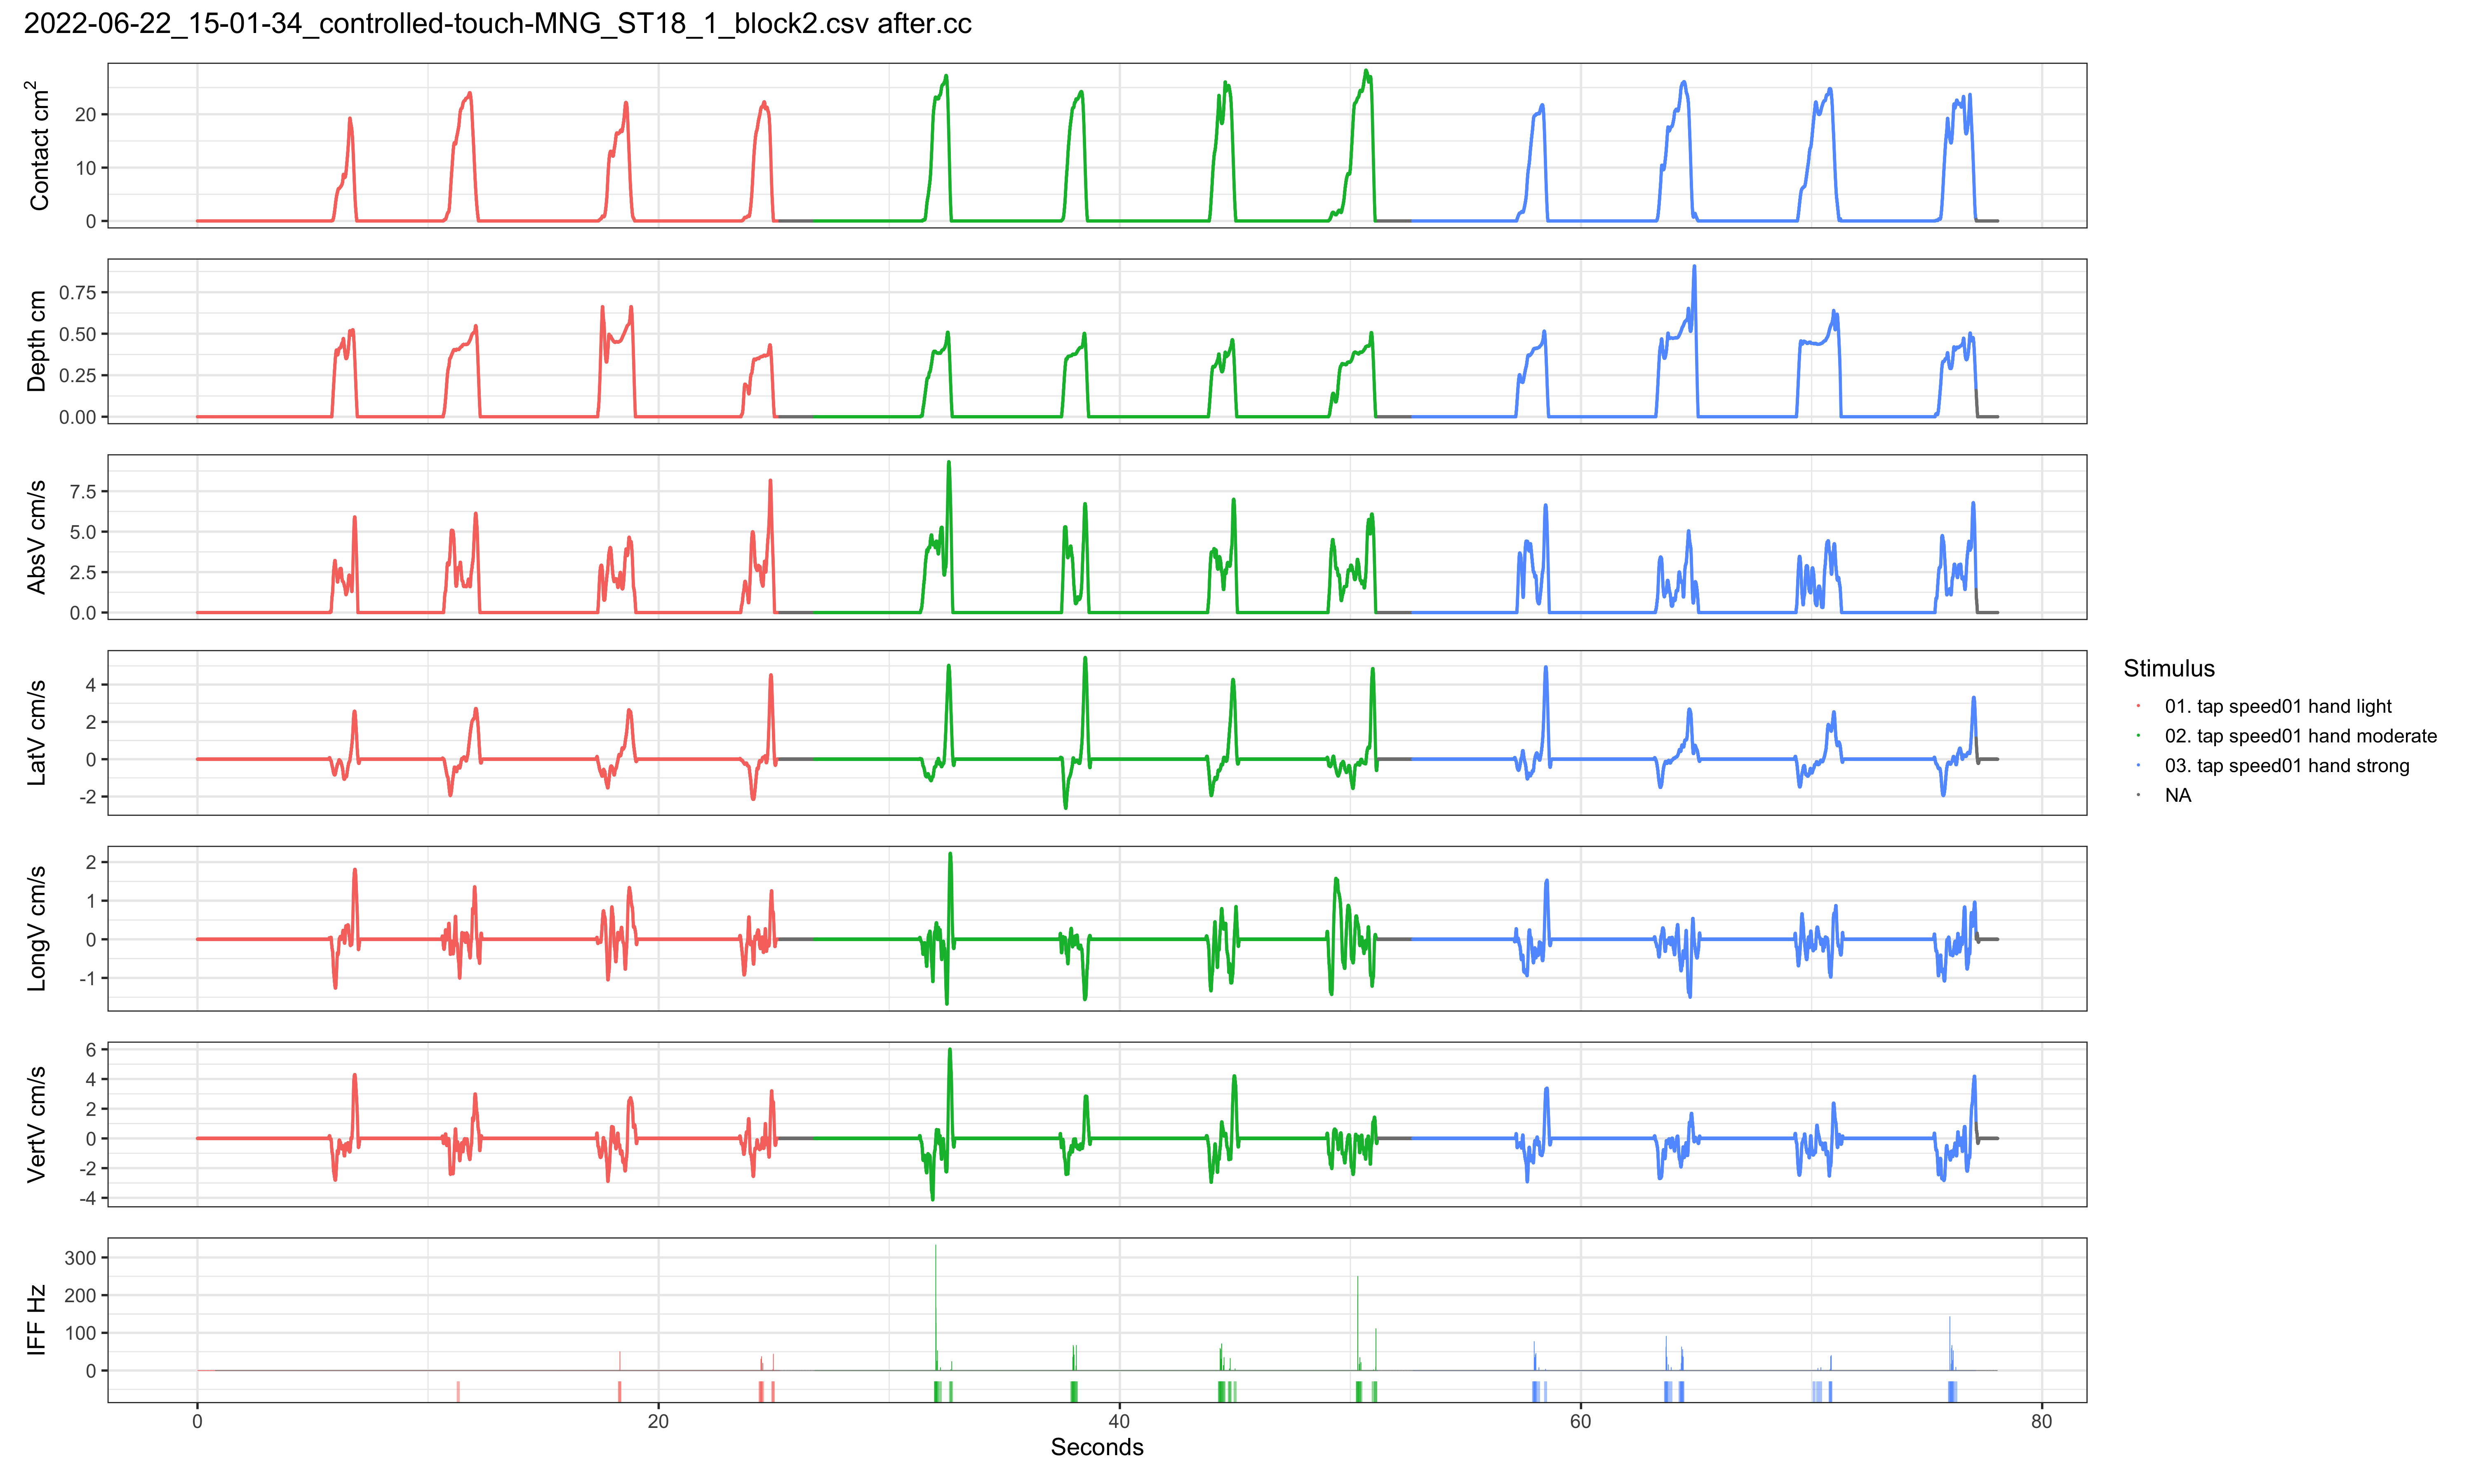 2022-06-22_15-01-34_controlled-touch-MNG_ST18_1_block2.csv after.cc
Contact cm²
20
10
0
Depth cm
0.75
0.50
0.25
0.00
AbsV cm/s
7.5
5.0
2.5
0.0
LatV cm/s
4
2
0
-2
LongV cm/s
2
1
0
-1
VertV cm/s
6
4
2
0
-2
-4
IFF Hz
300
200
100
0
0 20 40 60 80
Seconds
Stimulus
01. tap speed01 hand light
02. tap speed01 hand moderate
03. tap speed01 hand strong
NA